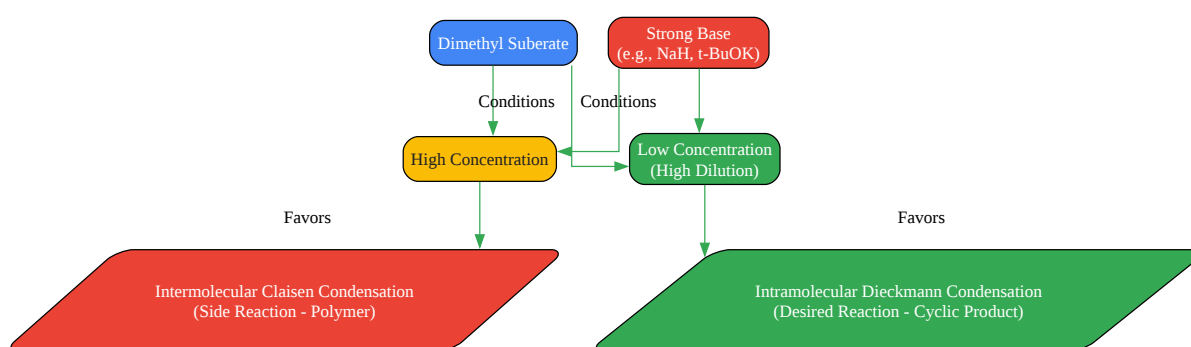 Dimethyl Suberate
Strong Base
(e.g., NaH, t-BuOK)
Conditions
Conditions
High Concentration
Low Concentration
(High Dilution)
Favors
Favors
Intermolecular Claisen Condensation
(Side Reaction - Polymer)
Intramolecular Dieckmann Condensation
(Desired Reaction - Cyclic Product)